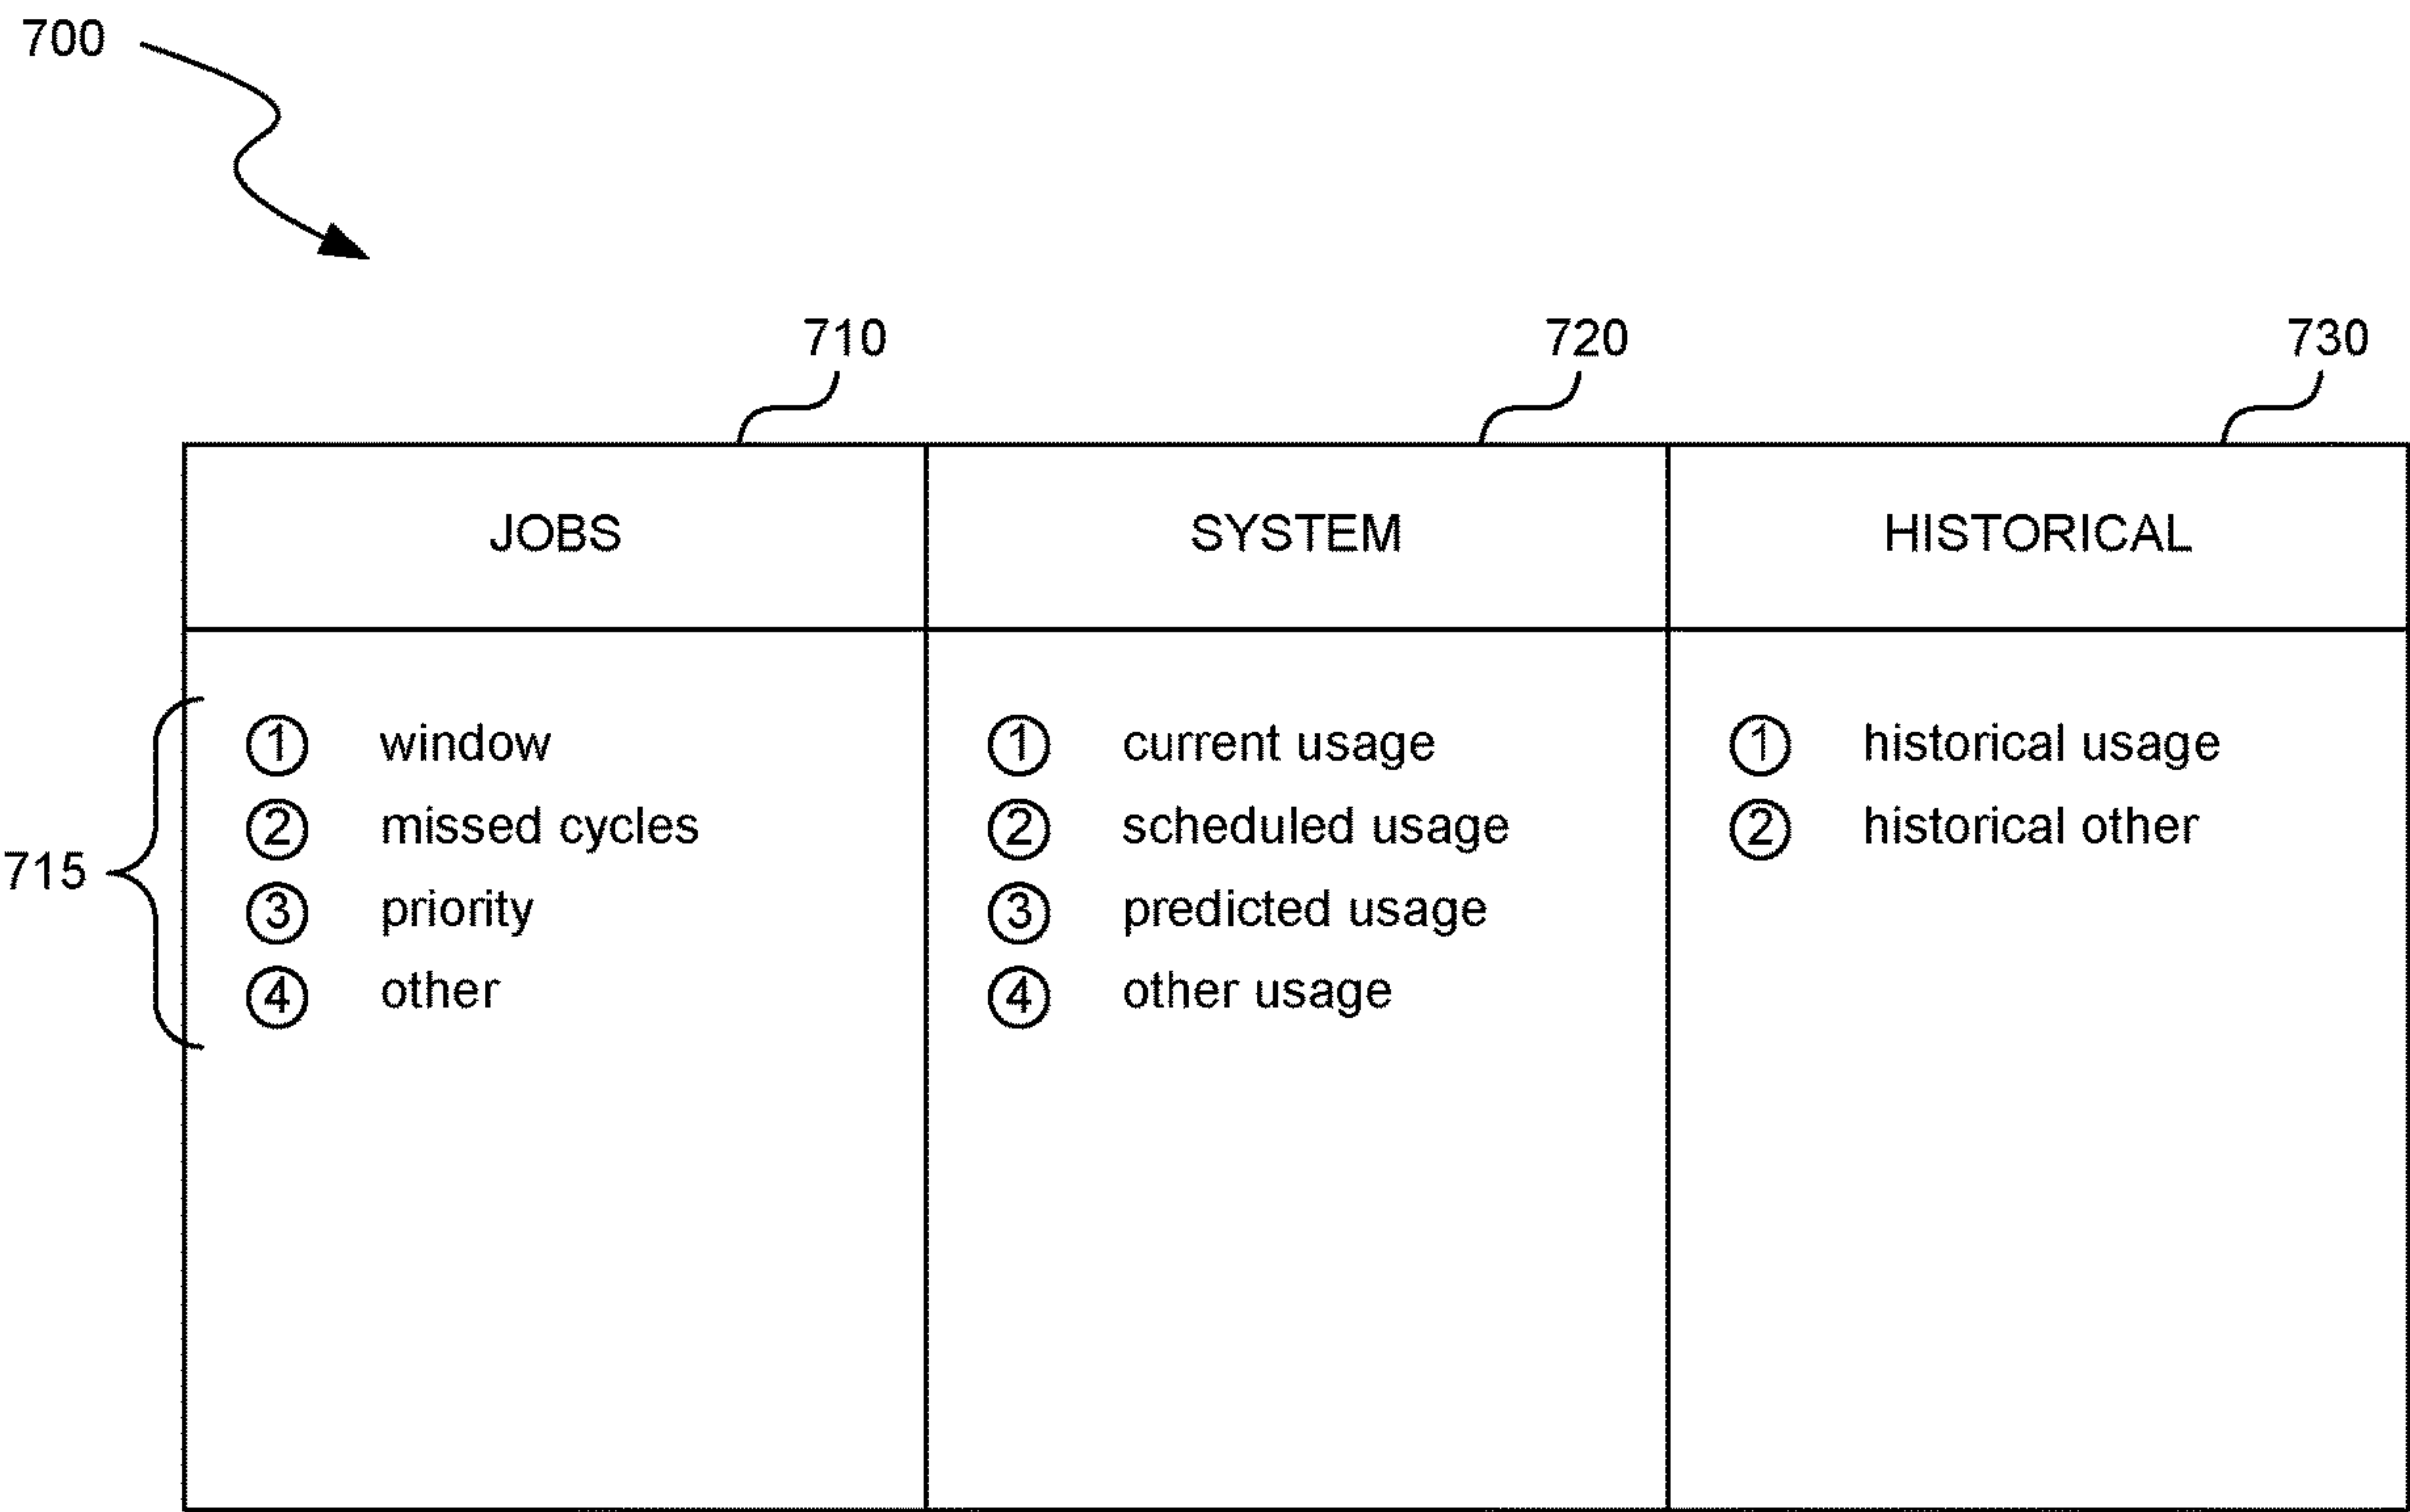 700
710 720 730
JOBS SYSTEM HISTORICAL
1 window 1 current usage 1 historical usage
2 missed cycles 2 scheduled usage 2 historical other
715
3 priority 3 predicted usage
4 other 4 other usage